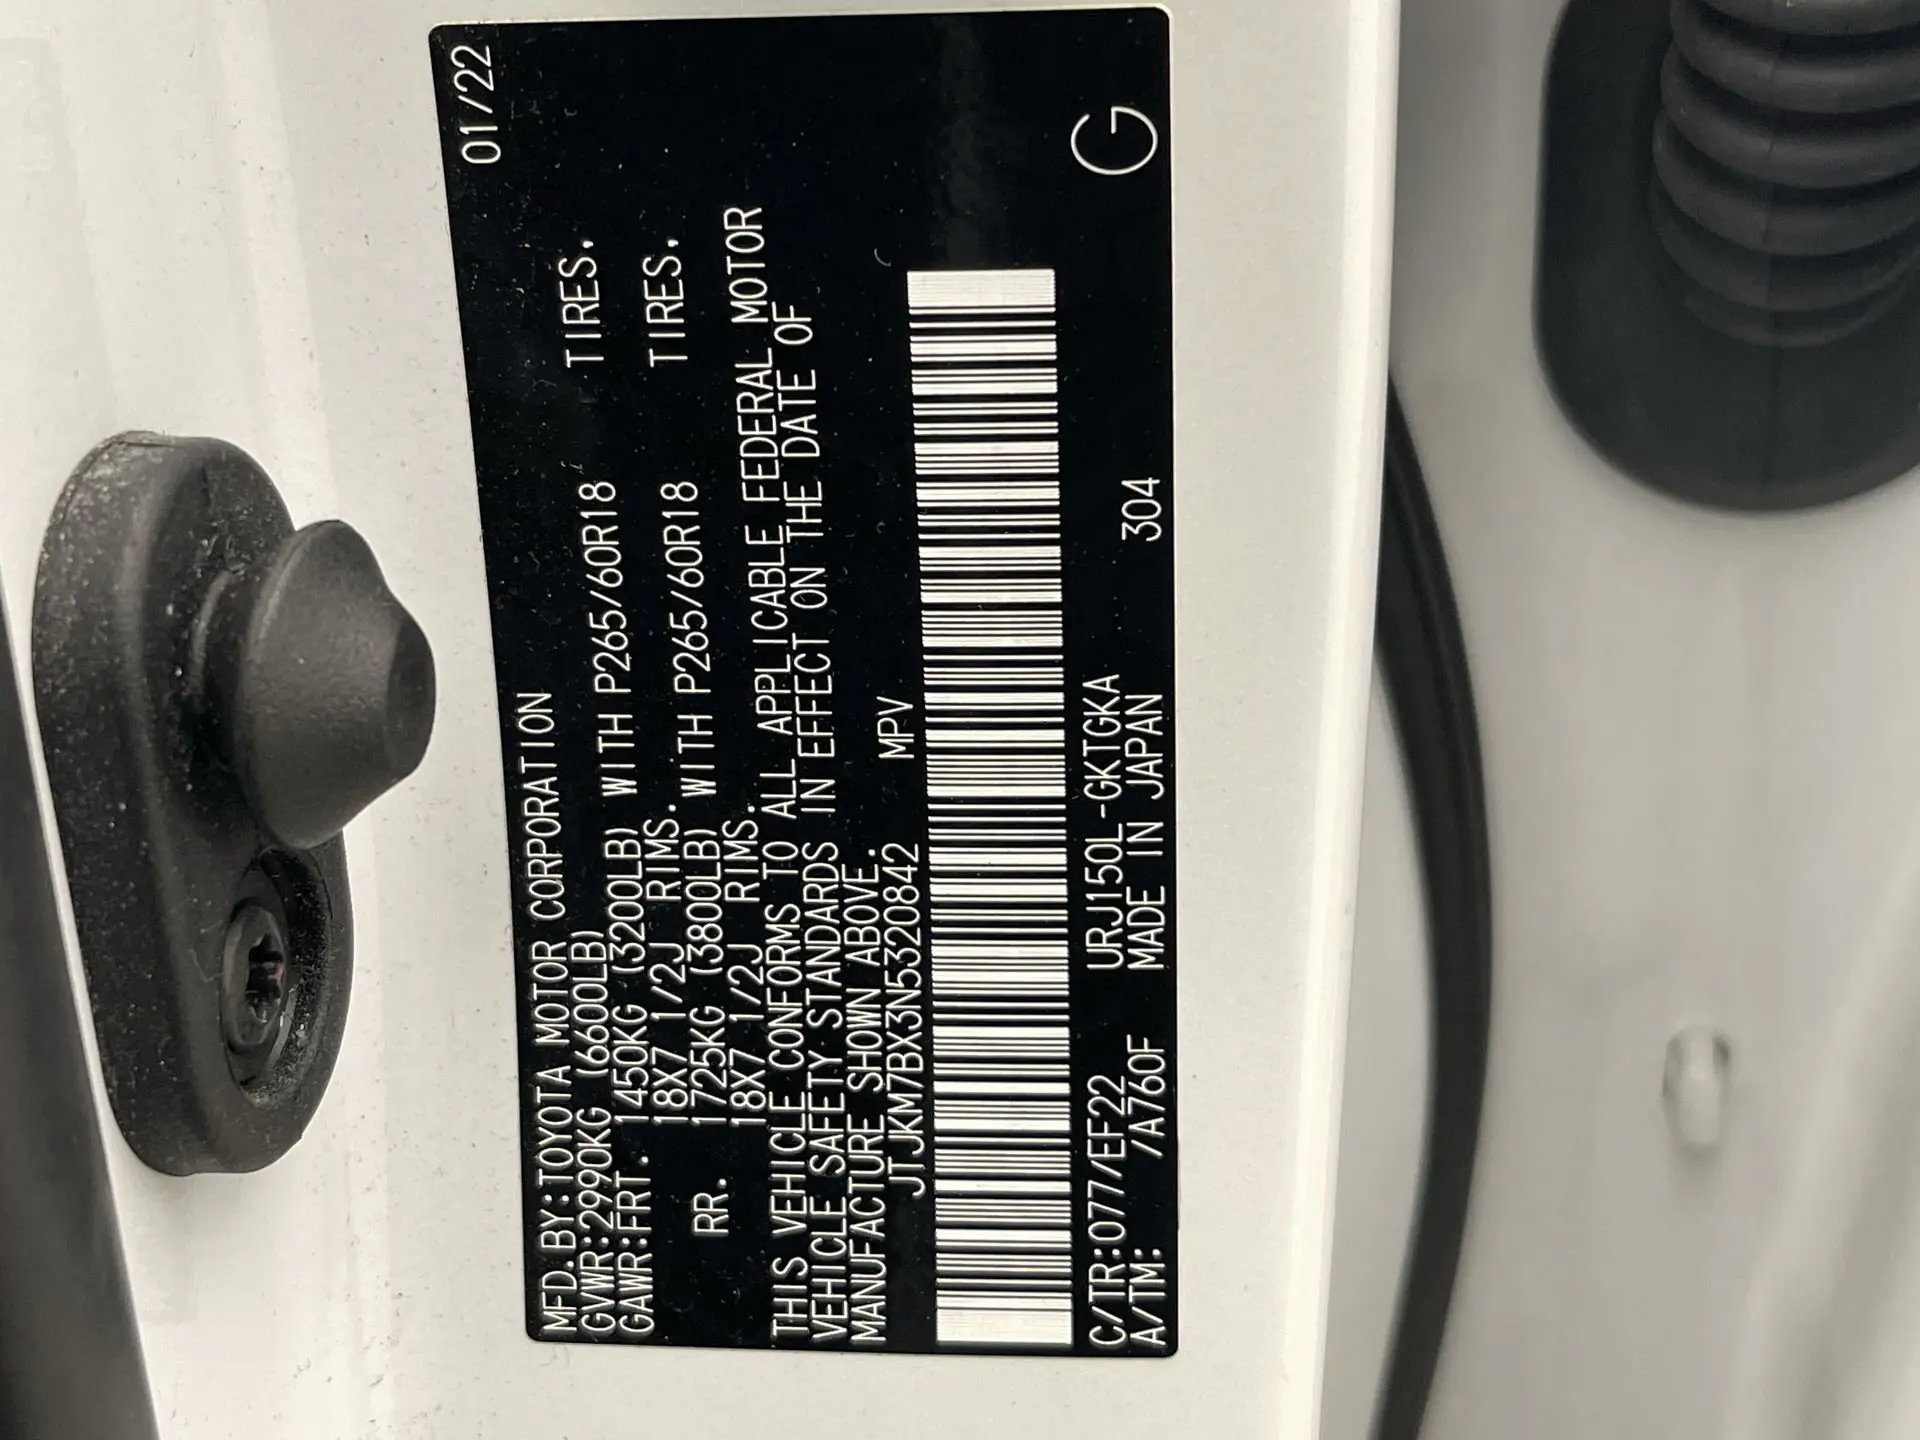 MFD.BY:TOYOTA MOTOR CORPORATION 01/22
GVWR:2990KG (6600LB)
GAWR:FRT. 1450KG (3200LB) WITH P265/60R18 TIRES.
18X7 1/2J RIMS.
RR. 1725KG (3800LB) WITH P265/60R18 TIRES.
18X7 1/2J RIMS.
THIS VEHICLE CONFORMS TO ALL APPLICABLE FEDERAL MOTOR
VEHICLE SAFETY STANDARDS IN EFFECT ON THE DATE OF
MANUFACTURE SHOWN ABOVE.
JTJKM7BX3N5320842 MPV
C/TR:077/EF22 URJ150L-GKTGKA
A/TM: /A760F MADE IN JAPAN 304 G